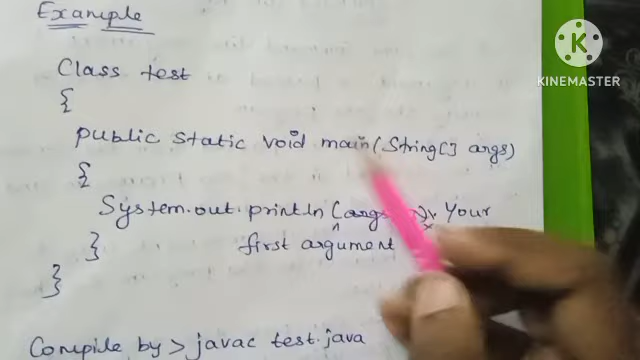 Example
KINEMASTER
Class test
{
public static void main(String[] args)
{
System.out.println (args Your
first argument
}
}
Compile by > javac test.java